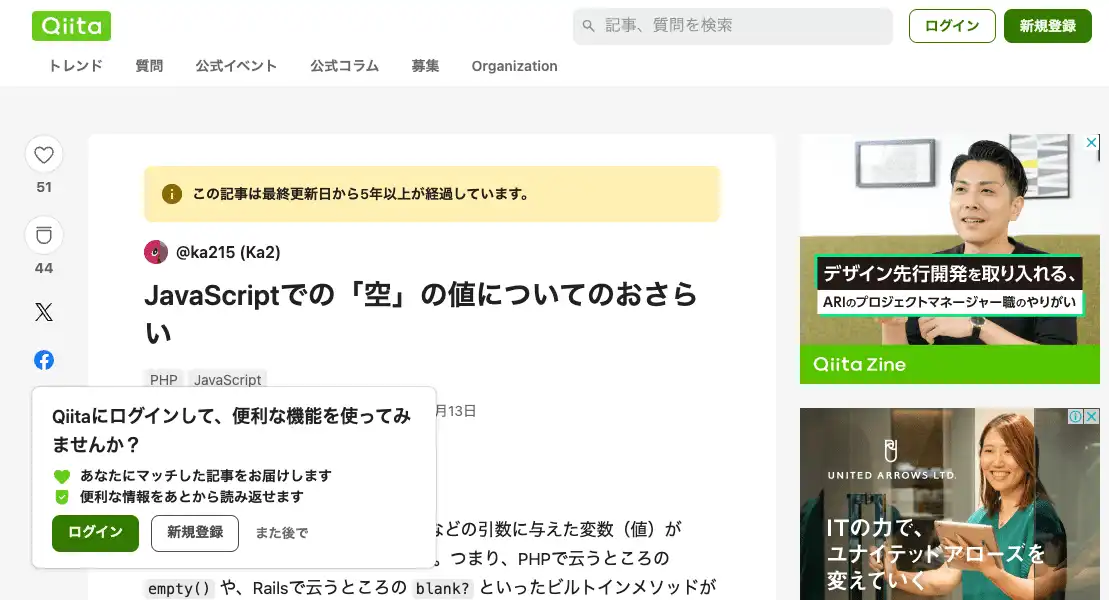 Qiita
記事、質問を検索
ログイン
新規登録
トレンド
質問
公式イベント
公式コラム
募集
Organization
51
44
この記事は最終更新日から5年以上が経過しています。
@ka215 (Ka2)
JavaScriptでの「空」の値についてのおさら
い
PHP
JavaScript
月13日
などの引数に与えた変数（値）が
。つまり、PHPで云うところの
empty() や、Railsで云うところの blank? といったビルトインメソッドが
Qiitaにログインして、便利な機能を使ってみ
ませんか？
あなたにマッチした記事をお届けします
便利な情報をあとから読み返せます
ログイン
新規登録
また後で
デザイン先行開発を取り入れる、
ARIのプロジェクトマネージャー職のやりがい
Qiita Zine
UNITED ARROWS LTD.
ITの力で、
ユナイテッドアローズを
変えていく